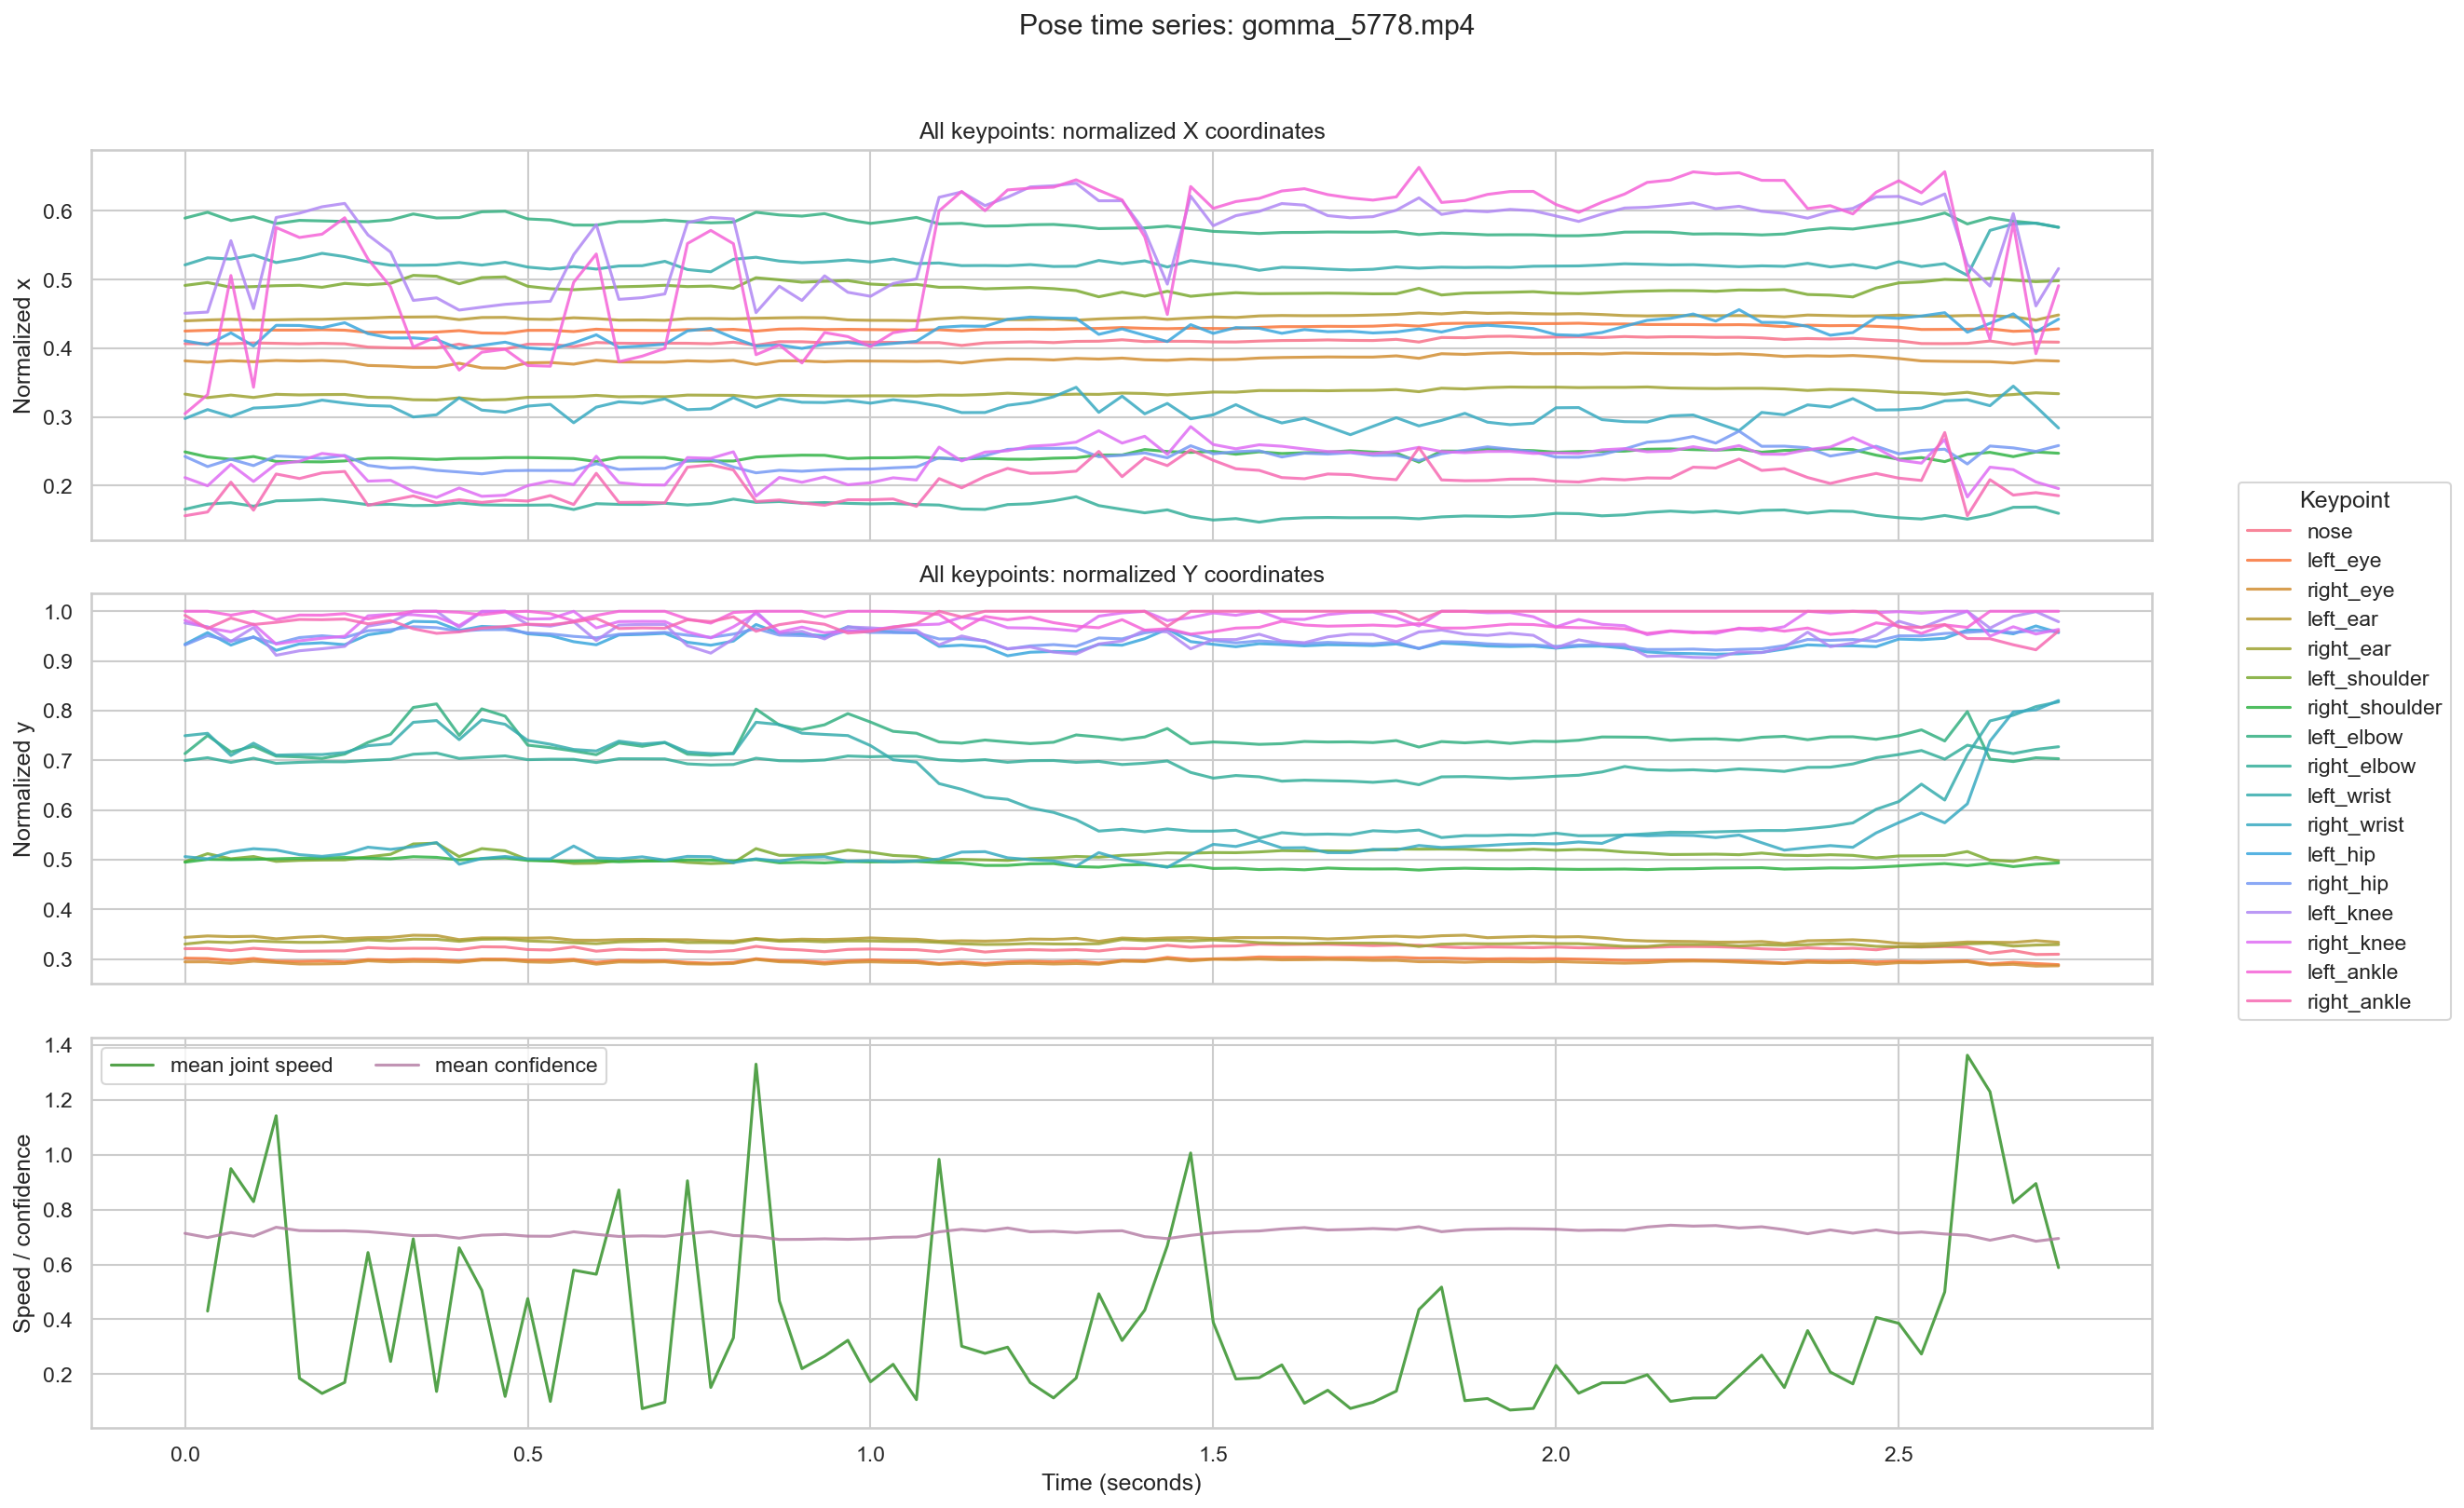 Pose time series: gomma_5778.mp4
All keypoints: normalized X coordinates
Normalized x
0.6
0.5
0.4
0.3
0.2
All keypoints: normalized Y coordinates
Normalized y
1.0
0.9
0.8
0.7
0.6
0.5
0.4
0.3
Keypoint
nose
left_eye
right_eye
left_ear
right_ear
left_shoulder
right_shoulder
left_elbow
right_elbow
left_wrist
right_wrist
left_hip
right_hip
left_knee
right_knee
left_ankle
right_ankle
mean joint speed
mean confidence
Speed / confidence
1.4
1.2
1.0
0.8
0.6
0.4
0.2
0.0 0.5 1.0 1.5 2.0 2.5
Time (seconds)